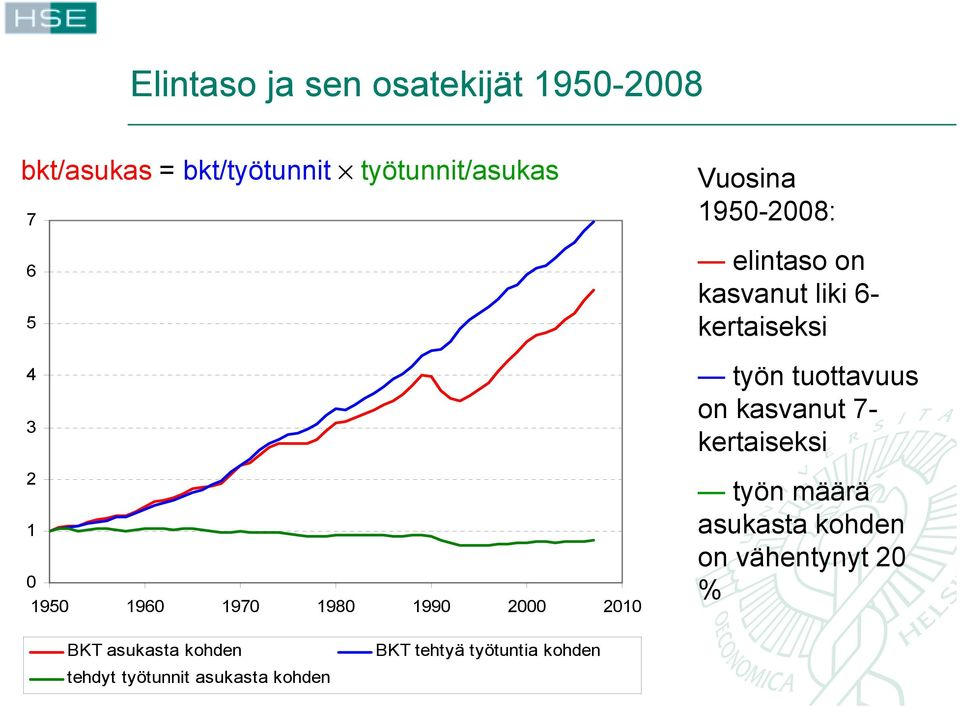 HSE
Elintaso ja sen osatekijät 1950-2008
bkt/asukas = bkt/työtunnit × työtunnit/asukas
7
6
5
4
3
2
1
0
1950 1960 1970 1980 1990 2000 2010
BKT asukasta kohden
BKT tehtyä työtuntia kohden
tehdyt työtunnit asukasta kohden
Vuosina
1950-2008:
— elintaso on
kasvanut liki 6-
kertaiseksi
— työn tuottavuus
on kasvanut 7-
kertaiseksi
— työn määrä
asukasta kohden
on vähentynyt 20
%
VERSITA
HELS
OECONOMICA